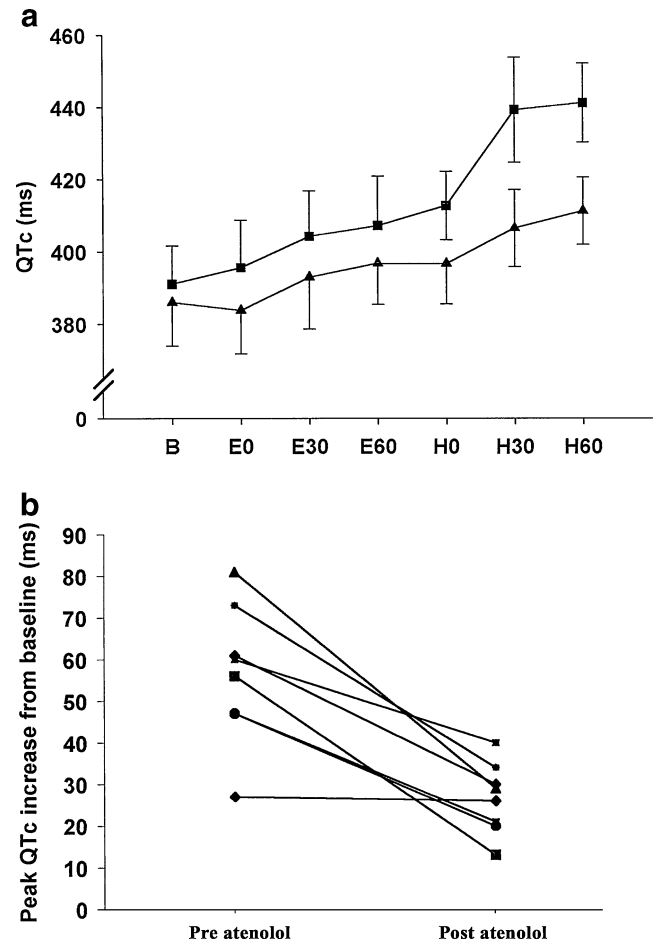 a
460
440
420
400
380
0
QTc (ms)
B E0 E30 E60 H0 H30 H60
b
90
80
70
60
50
40
30
20
10
0
Peak QTc increase from baseline (ms)
Pre atenolol Post atenolol